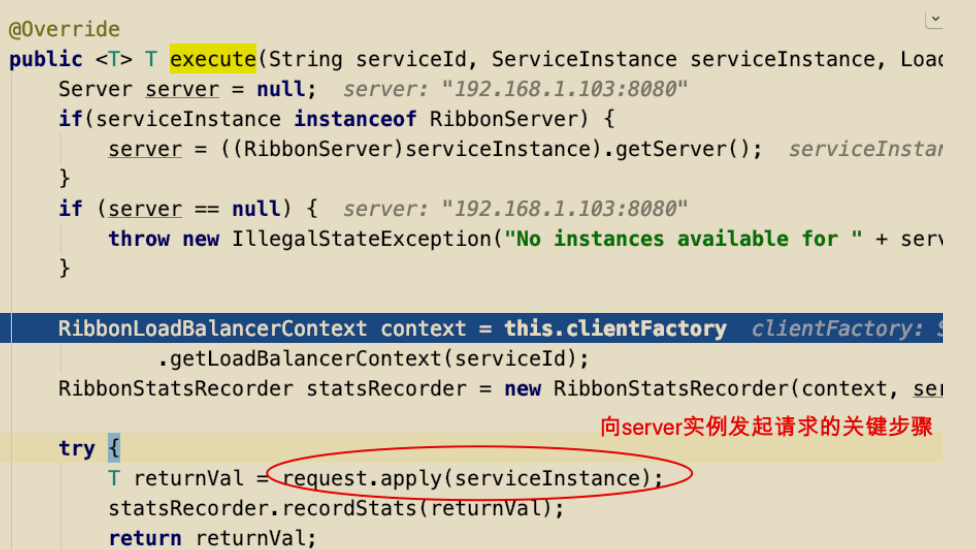 @Override
public <T> T execute(String serviceId, ServiceInstance serviceInstance, Load
Server server = null; server: "192.168.1.103:8080"
if(serviceInstance instanceof RibbonServer) {
server = ((RibbonServer)serviceInstance).getServer(); serviceInstan
}
if (server == null) { server: "192.168.1.103:8080"
throw new IllegalStateException("No instances available for " + serv
}
RibbonLoadBalancerContext context = this.clientFactory clientFactory: S
.getLoadBalancerContext(serviceId);
RibbonStatsRecorder statsRecorder = new RibbonStatsRecorder(context, ser
向server实例发起请求的关键步骤
try {
T returnVal = request.apply(serviceInstance);
statsRecorder.recordStats(returnVal);
return returnVal;